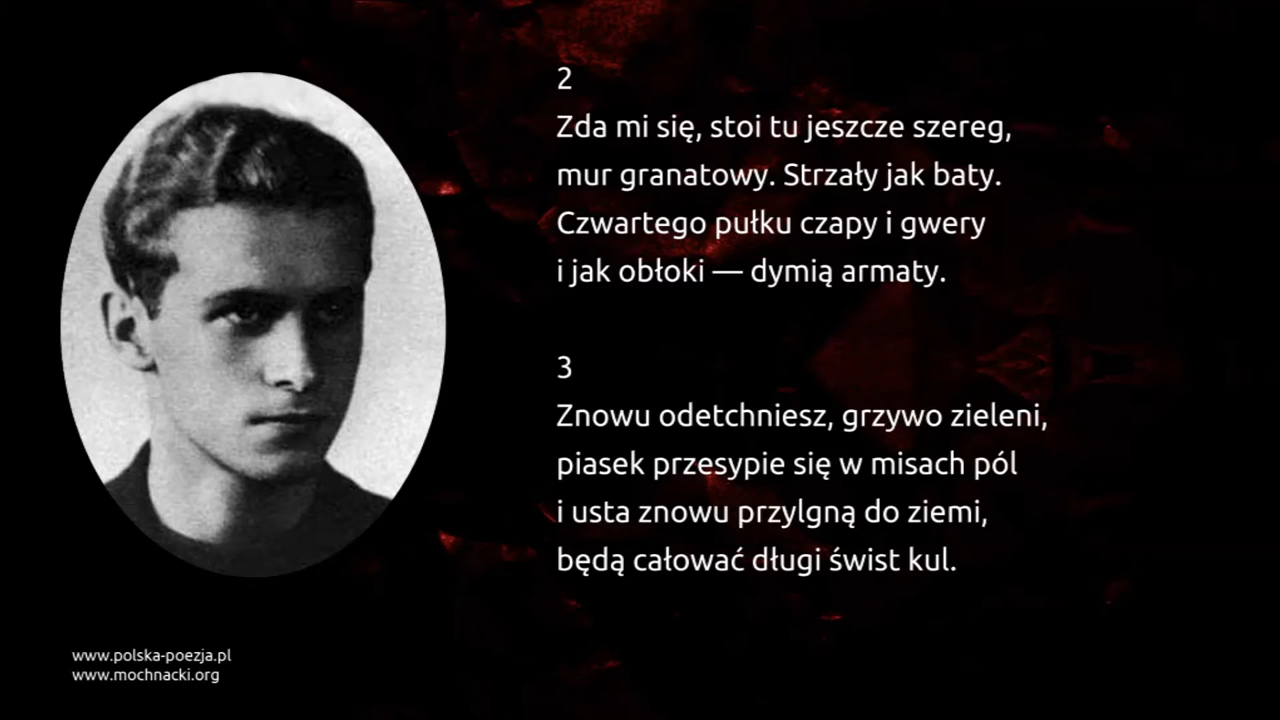 2
Zda mi się, stoi tu jeszcze szereg,
mur granatowy. Strzały jak baty.
Czwartego pułku czapy i gwery
i jak obłoki — dymią armaty.
3
Znowu odetchniesz, grzywo zieleni,
piasek przesypie się w misach pól
i usta znowu przylgną do ziemi,
będą całować długi świst kul.
www.polska-poezja.pl
www.mochnacki.org